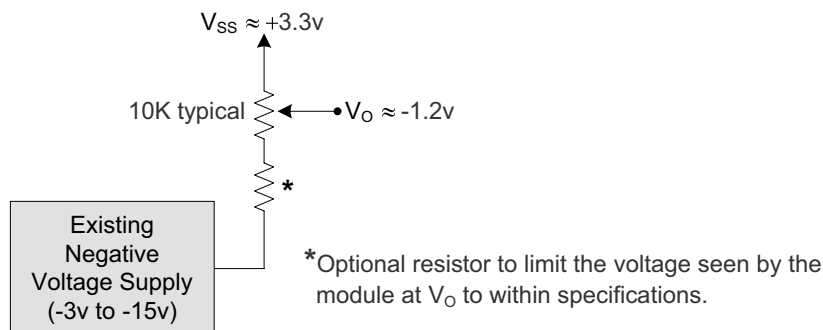 V_SS ≈ +3.3v
10K typical
V_O ≈ -1.2v
*
Existing
Negative
Voltage Supply
(-3v to -15v)
*Optional resistor to limit the voltage seen by the
module at V_O to within specifications.